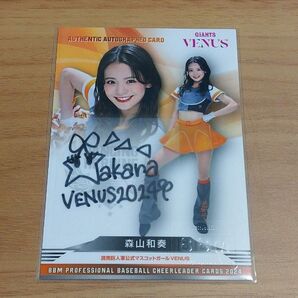 AUTHENTIC AUTOGRAPHED CARD
GIANTS
VENUS
Wakana
VENUS2024
森山和奏
読売巨人軍公式マスコットガール VENUS
BBM PROFESSIONAL BASEBALL CHEERLEADER CARDS 2024